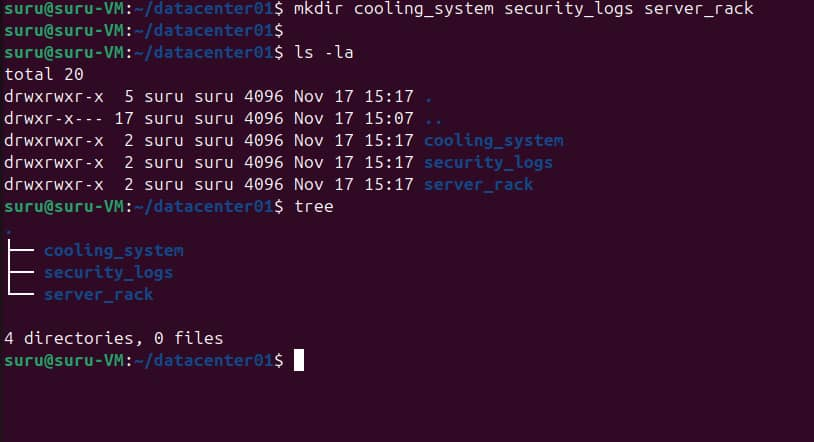 suru@suru-VM:~/datacenter01$ mkdir cooling_system security_logs server_rack
suru@suru-VM:~/datacenter01$
suru@suru-VM:~/datacenter01$ ls -la
total 20
drwxrwxr-x  5 suru suru 4096 Nov 17 15:17 .
drwxr-x--- 17 suru suru 4096 Nov 17 15:07 ..
drwxrwxr-x  2 suru suru 4096 Nov 17 15:17 cooling_system
drwxrwxr-x  2 suru suru 4096 Nov 17 15:17 security_logs
drwxrwxr-x  2 suru suru 4096 Nov 17 15:17 server_rack
suru@suru-VM:~/datacenter01$ tree
.
├── cooling_system
├── security_logs
└── server_rack
4 directories, 0 files
suru@suru-VM:~/datacenter01$